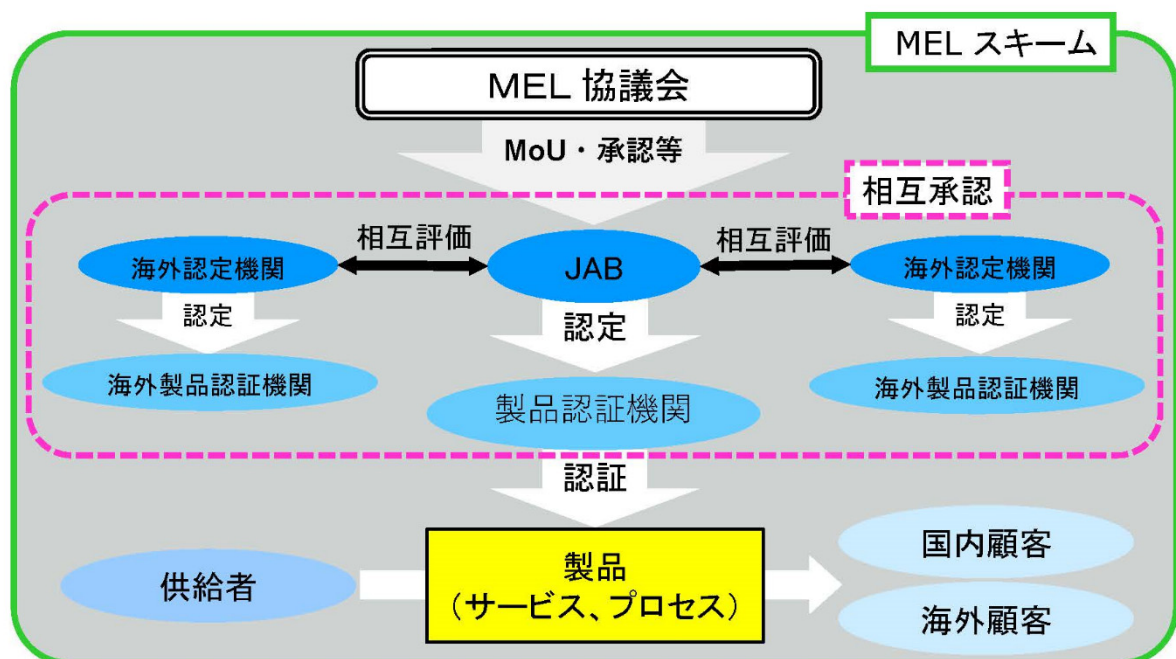 MEL スキーム
MEL 協議会
MoU・承認等
相互承認
相互評価
相互評価
海外認定機関
JAB
海外認定機関
認定
認定
認定
海外製品認証機関
製品認証機関
海外製品認証機関
認証
供給者
製品
（サービス、プロセス）
国内顧客
海外顧客